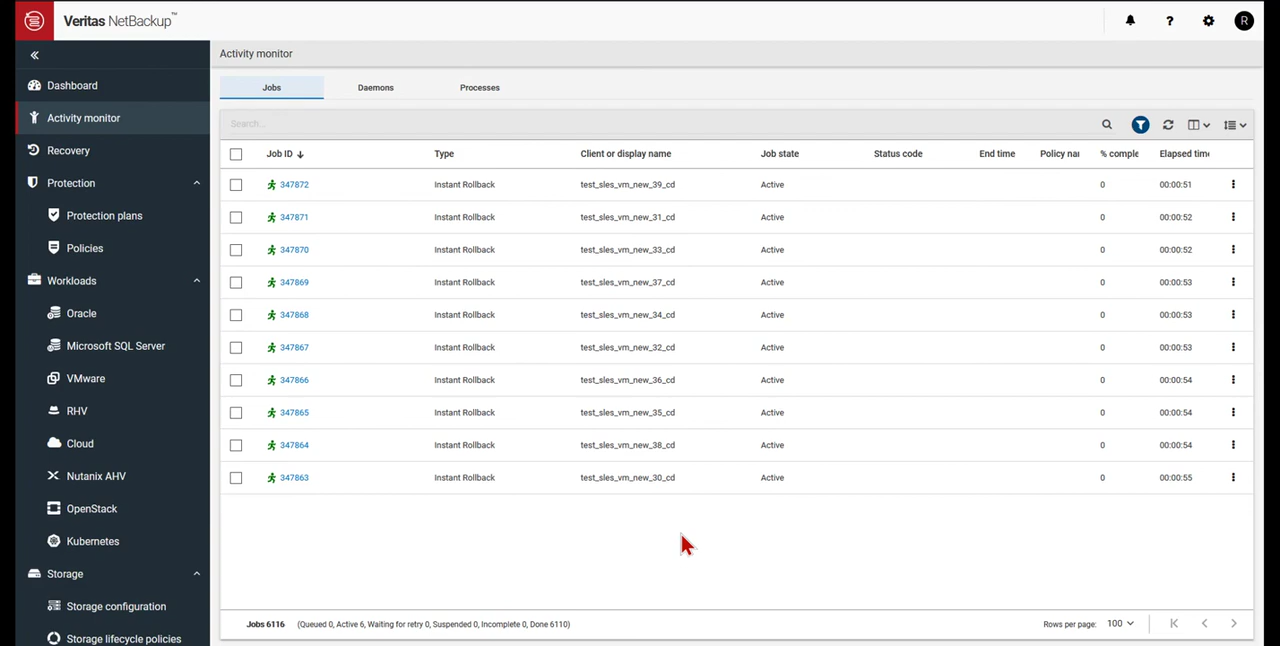 Veritas NetBackup™
R
Activity monitor
Dashboard
Activity monitor
Recovery
Protection
Protection plans
Policies
Workloads
Oracle
Microsoft SQL Server
VMware
RHV
Cloud
Nutanix AHV
OpenStack
Kubernetes
Storage
Storage configuration
Storage lifecycle policies
Jobs Daemons Processes
Search...
Job ID Type Client or display name Job state Status code End time Policy nai % comple Elapsed time
347872 Instant Rollback test_sles_vm_new_39_cd Active 0 00:00:51
347871 Instant Rollback test_sles_vm_new_31_cd Active 0 00:00:52
347870 Instant Rollback test_sles_vm_new_33_cd Active 0 00:00:52
347869 Instant Rollback test_sles_vm_new_37_cd Active 0 00:00:53
347868 Instant Rollback test_sles_vm_new_34_cd Active 0 00:00:53
347867 Instant Rollback test_sles_vm_new_32_cd Active 0 00:00:53
347866 Instant Rollback test_sles_vm_new_36_cd Active 0 00:00:54
347865 Instant Rollback test_sles_vm_new_35_cd Active 0 00:00:54
347864 Instant Rollback test_sles_vm_new_38_cd Active 0 00:00:54
347863 Instant Rollback test_sles_vm_new_30_cd Active 0 00:00:55
Jobs 6116 (Queued 0, Active 6, Waiting for retry 0, Suspended 0, Incomplete 0, Done 6110) Rows per page: 100